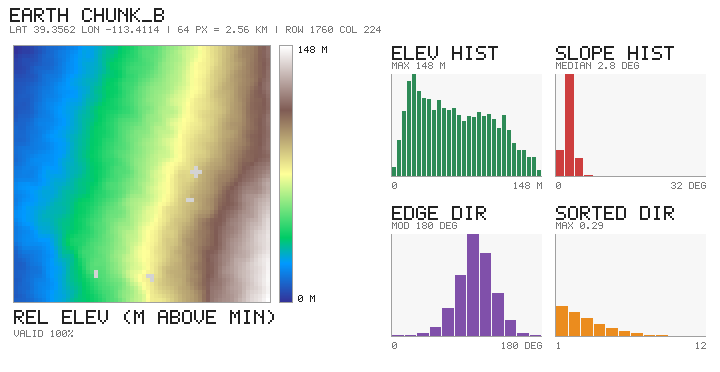 EARTH CHUNK_B
LAT 39.3562 LON -113.4114 | 64 PX = 2.56 KM | ROW 1760 COL 224
148 M
0 M
REL ELEV (M ABOVE MIN)
VALID 100%
ELEV HIST
MAX 148 M
0 148 M
SLOPE HIST
MEDIAN 2.8 DEG
0 32 DEG
EDGE DIR
MOD 180 DEG
0 180 DEG
SORTED DIR
MAX 0.29
1 12